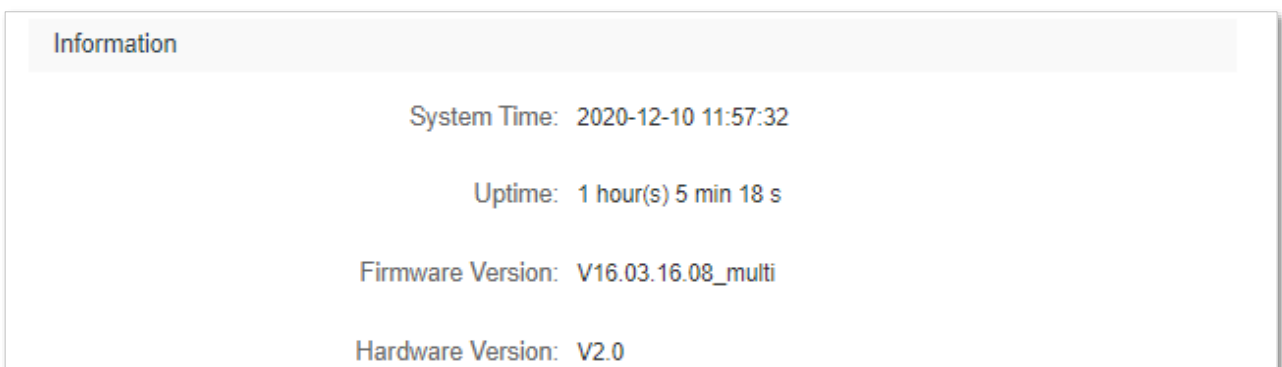 Information
System Time: 2020-12-10 11:57:32
Uptime: 1 hour(s) 5 min 18 s
Firmware Version: V16.03.16.08_multi
Hardware Version: V2.0